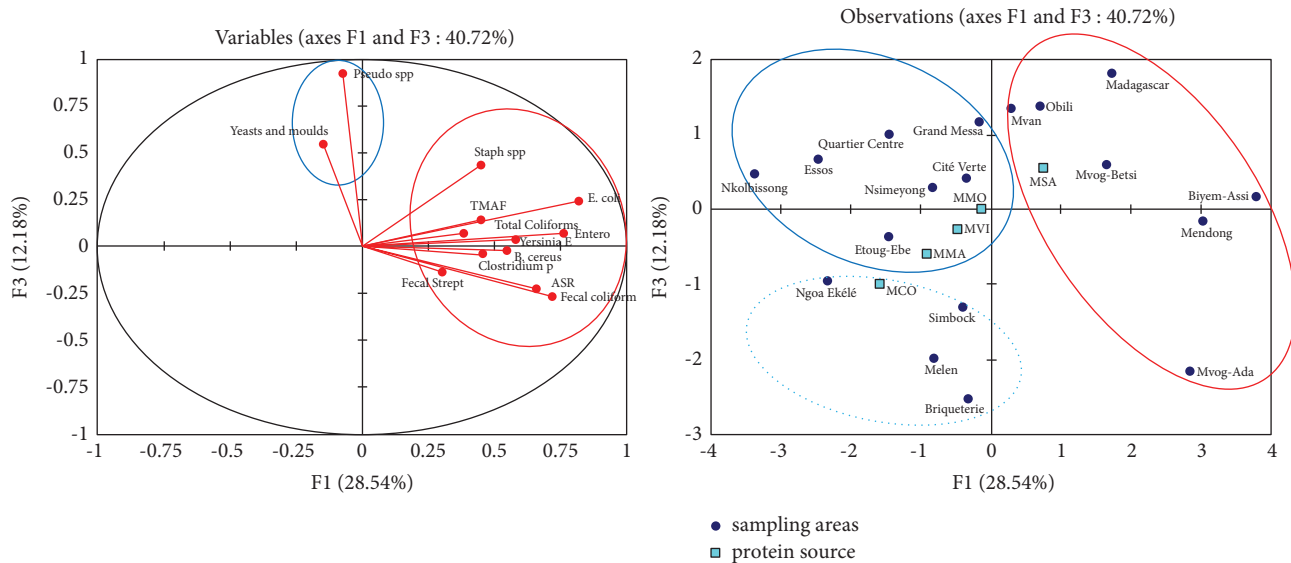 Variables (axes F1 and F3 : 40.72%)
1
0.75
0.5
0.25
0
-0.25
-0.5
-0.75
-1
F3 (12.18%)
Pseudo spp
Yeasts and moulds
Staph spp
E. coli
TMAF
Total Coliforms
Entero
Yersinia E
B. cereus
Clostridium p
Fecal Strept
ASR
Fecal coliform
-1
-0.75
-0.25
0
0.25
0.5
0.75
1
F1 (28.54%)
Observations (axes F1 and F3 : 40.72%)
2
1
0
-1
-2
-3
F3 (12.18%)
Madagascar
Obili
Mvan
Grand Messa
Quartier Centre
Essos
Cité Verte
MSA
Mvog-Betsi
Nkolbissong
Nsimeyong
MMO
Biyem-Assi
MVI
Mendong
Etoug-Ebe
MMA
Ngoa Ekélé
MCO
Simbock
Melen
Mvog-Ada
Briqueterie
-4
-3
-2
-1
0
1
2
3
4
F1 (28.54%)
sampling areas
protein source